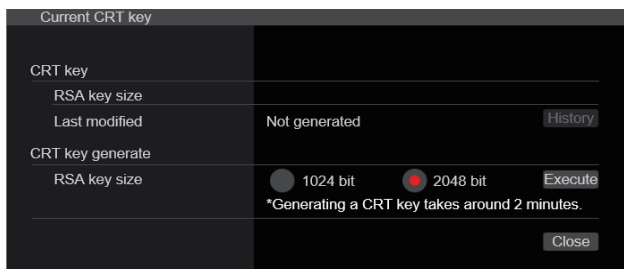 Current CRT key
CRT key
RSA key size
Last modified Not generated History
CRT key generate
RSA key size 1024 bit 2048 bit Execute
*Generating a CRT key takes around 2 minutes.
Close